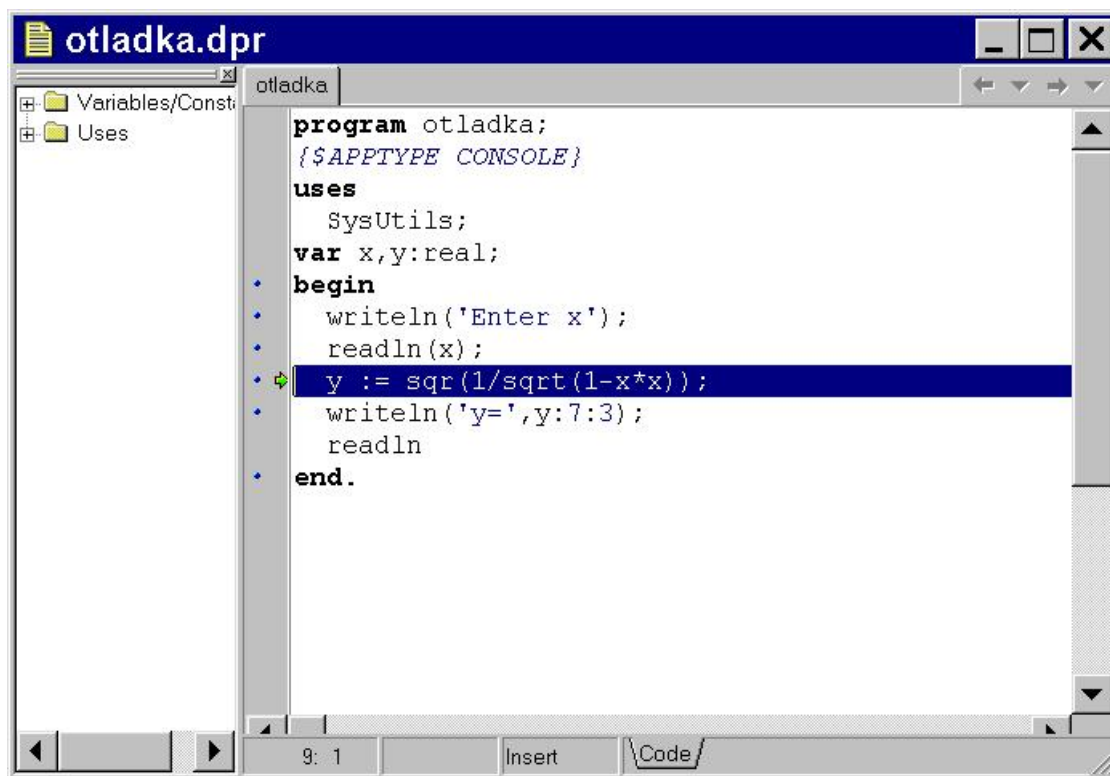 otladka.dpr
Variables/Const
Uses
otladka
program otladka;
{$APPTYPE CONSOLE}
uses
SysUtils;
var x,y:real;
begin
writeln('Enter x');
readln(x);
y := sqr(1/sqrt(1-x*x));
writeln('y=',y:7:3);
readln
end.
9: 1
Insert
\Code/